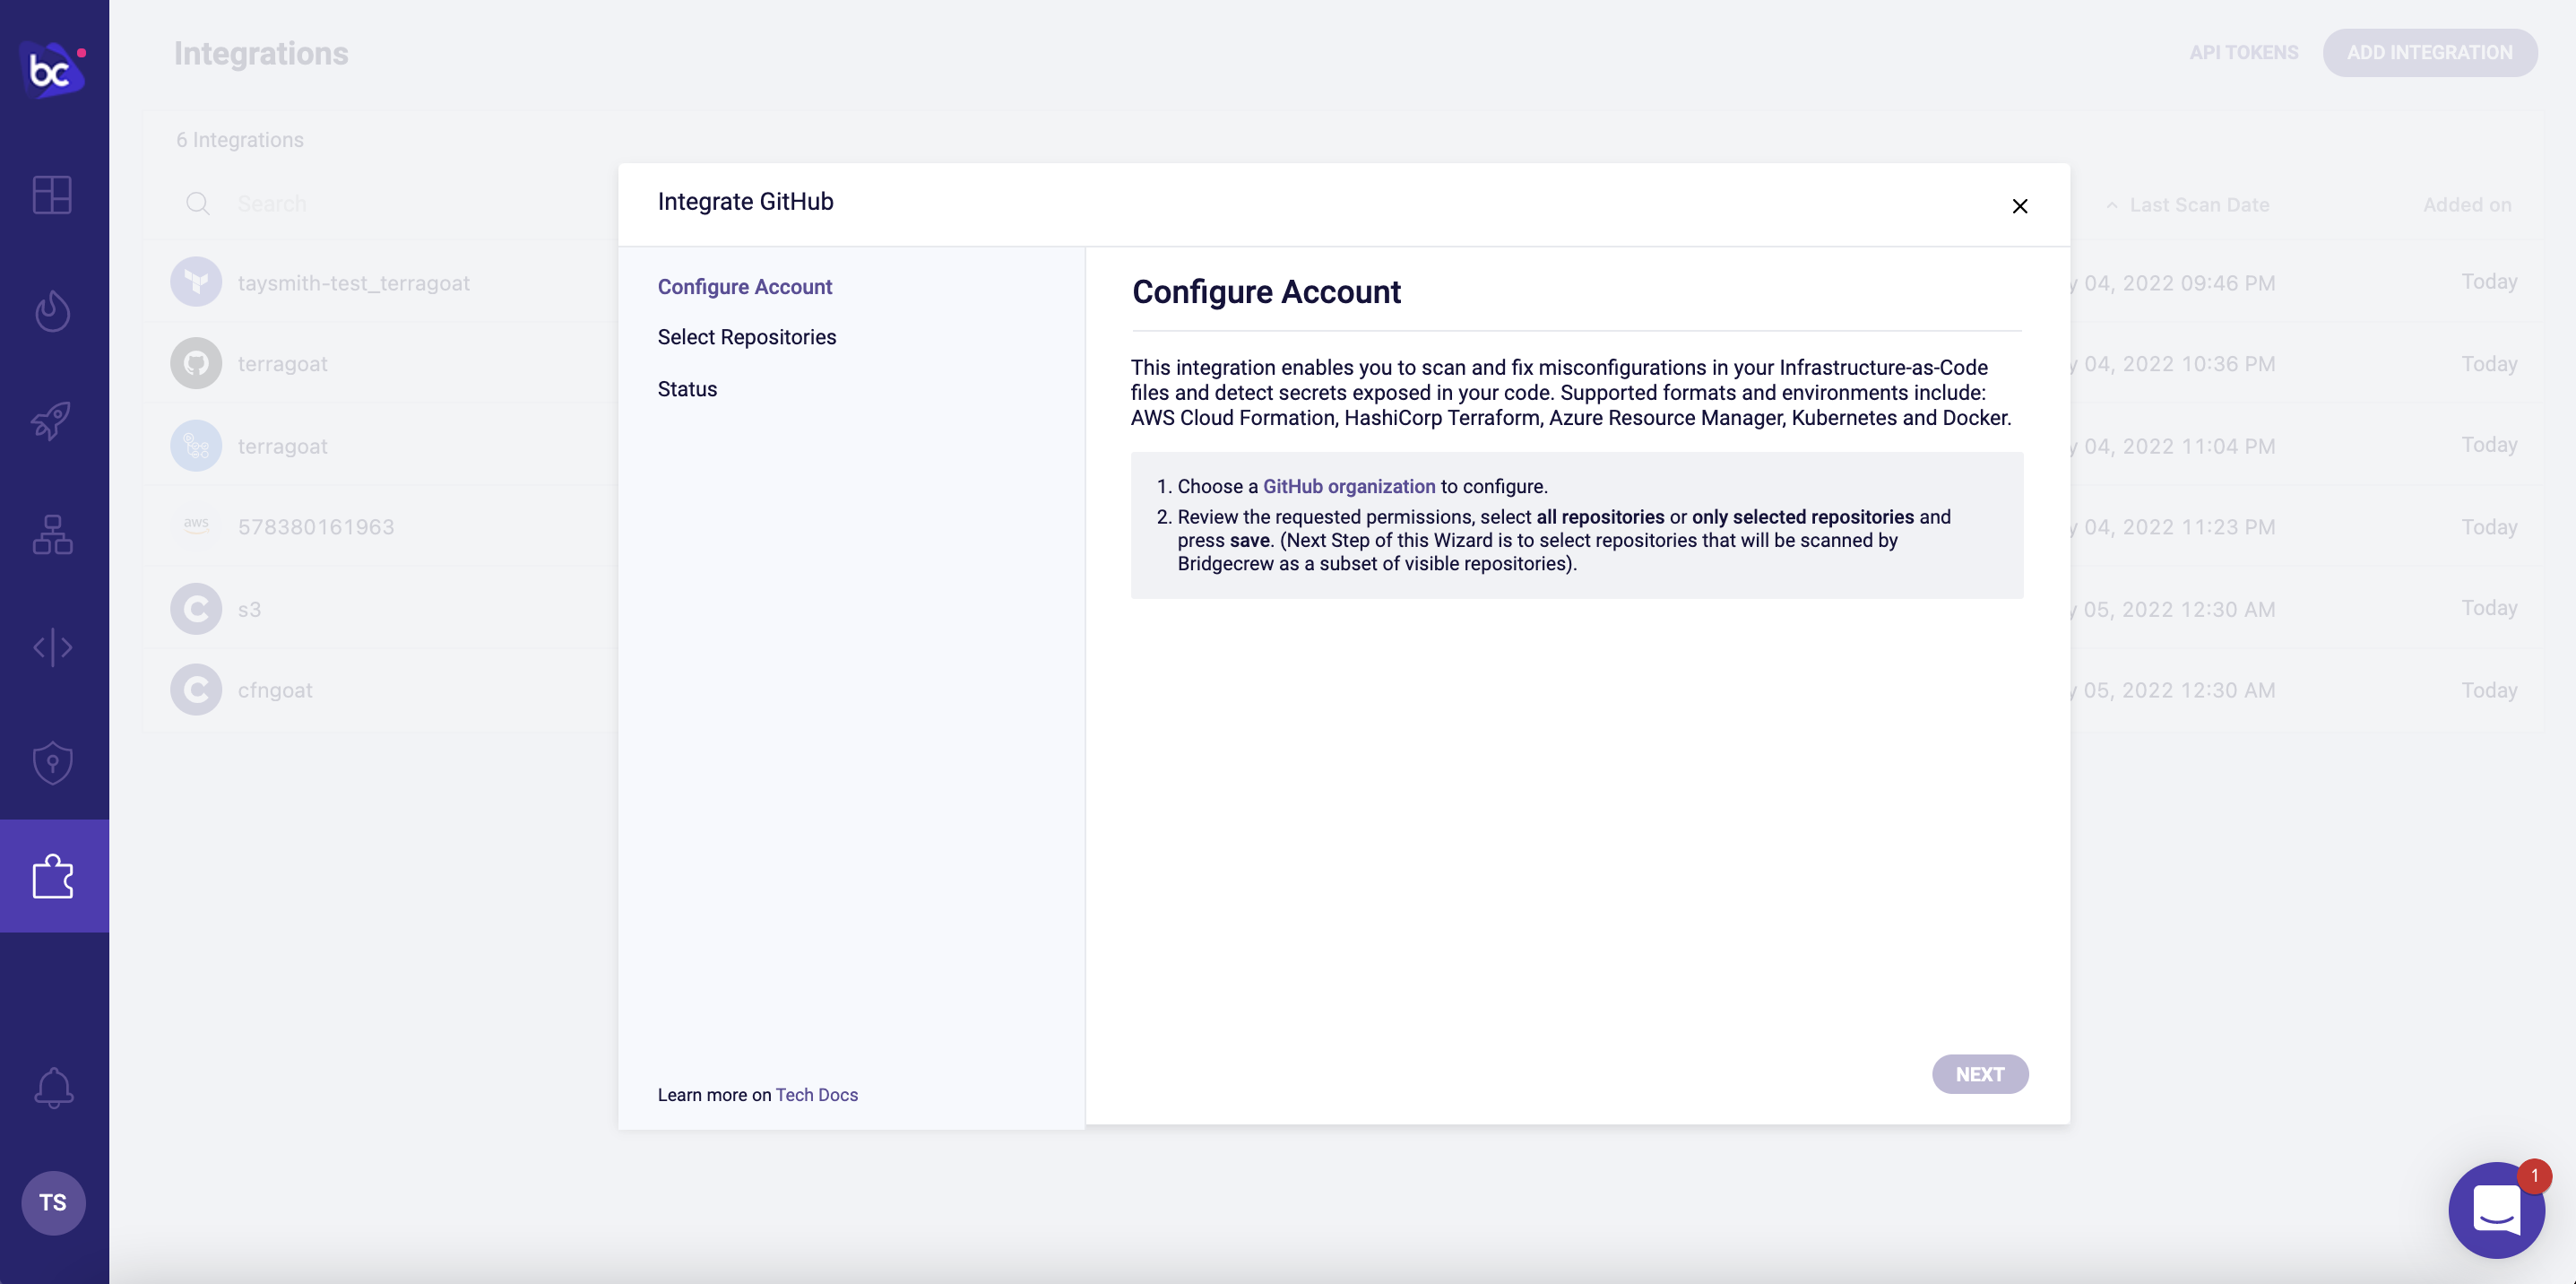 bc
Integrations
API TOKENS
ADD INTEGRATION
6 Integrations
Search
Last Scan Date
Added on
taysmith-test_terragoat
04, 2022 09:46 PM
Today
terragoat
04, 2022 10:36 PM
Today
terragoat
04, 2022 11:04 PM
Today
aws
578380161963
04, 2022 11:23 PM
Today
s3
05, 2022 12:30 AM
Today
cfngoat
05, 2022 12:30 AM
Today
Integrate GitHub
Configure Account
Select Repositories
Status
Learn more on Tech Docs
Configure Account
This integration enables you to scan and fix misconfigurations in your Infrastructure-as-Code
files and detect secrets exposed in your code. Supported formats and environments include:
AWS Cloud Formation, HashiCorp Terraform, Azure Resource Manager, Kubernetes and Docker.
1. Choose a GitHub organization to configure.
2. Review the requested permissions, select all repositories or only selected repositories and
press save. (Next Step of this Wizard is to select repositories that will be scanned by
Bridgecrew as a subset of visible repositories).
NEXT
TS
1